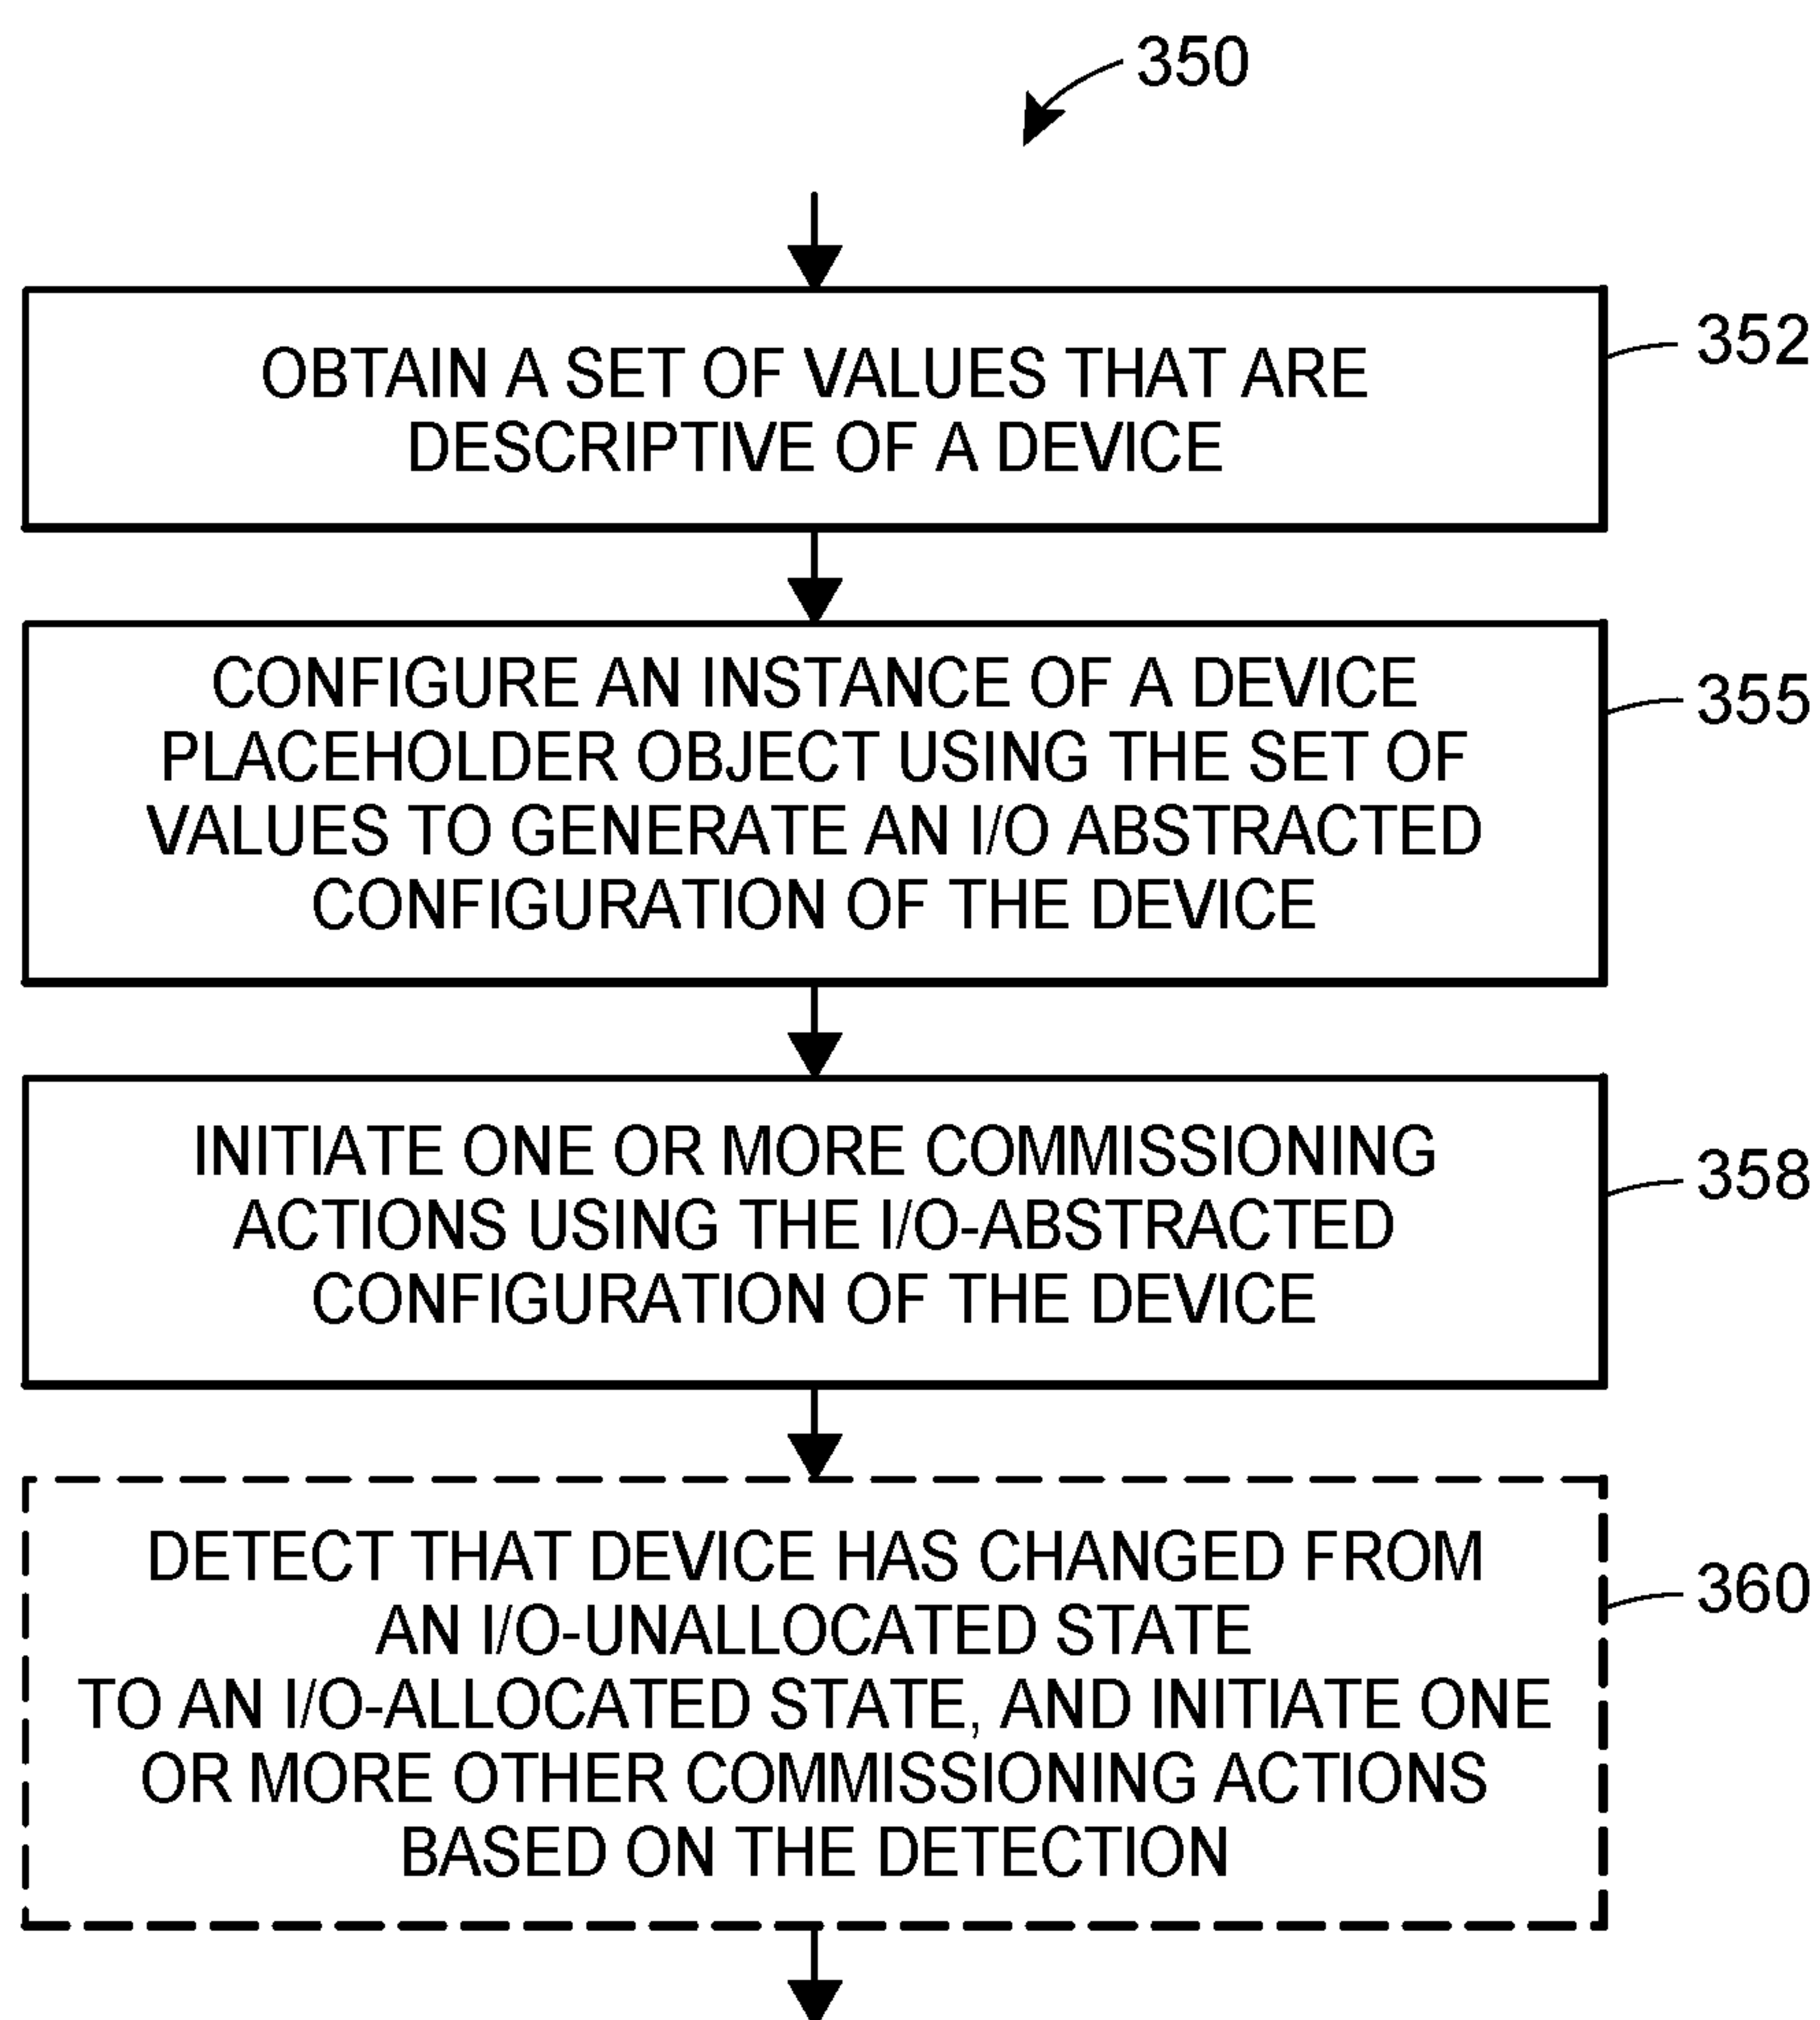 350
OBTAIN A SET OF VALUES THAT ARE
DESCRIPTIVE OF A DEVICE
352
CONFIGURE AN INSTANCE OF A DEVICE
PLACEHOLDER OBJECT USING THE SET OF
VALUES TO GENERATE AN I/O ABSTRACTED
CONFIGURATION OF THE DEVICE
355
INITIATE ONE OR MORE COMMISSIONING
ACTIONS USING THE I/O-ABSTRACTED
CONFIGURATION OF THE DEVICE
358
DETECT THAT DEVICE HAS CHANGED FROM
AN I/O-UNALLOCATED STATE
TO AN I/O-ALLOCATED STATE, AND INITIATE ONE
OR MORE OTHER COMMISSIONING ACTIONS
BASED ON THE DETECTION
360